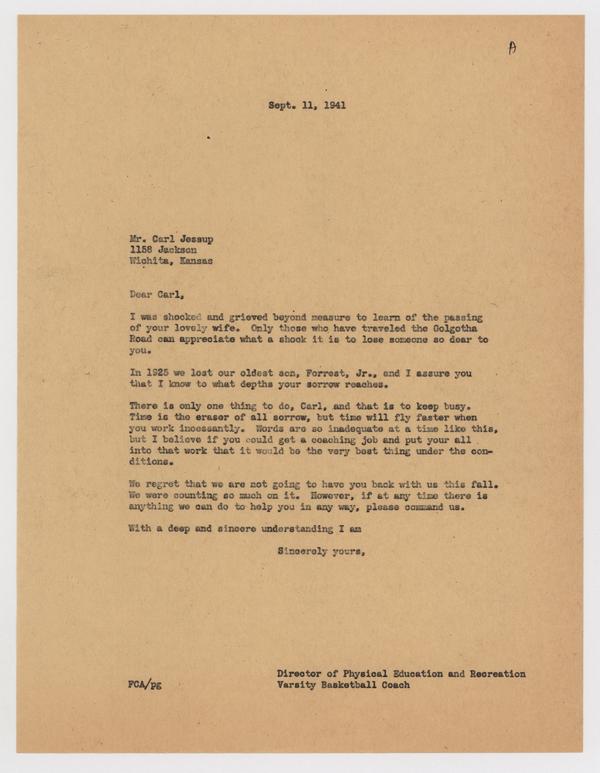 A
Sept. 11, 1941
Mr. Carl Jessup
1158 Jackson
Wichita, Kansas
Dear Carl,
I was shocked and grieved beyond measure to learn of the passing
of your lovely wife. Only those who have traveled the Golgotha
Road can appreciate what a shock it is to lose someone so dear to
you.
In 1925 we lost our oldest son, Forrest, Jr., and I assure you
that I know to what depths your sorrow reaches.
There is only one thing to do, Carl, and that is to keep busy.
Time is the eraser of all sorrow, but time will fly faster when
you work incessantly. Words are so inadequate at a time like this,
but I believe if you could get a coaching job and put your all
into that work that it would be the very best thing under the con-
ditions.
We regret that we are not going to have you back with us this fall.
We were counting so much on it. However, if at any time there is
anything we can do to help you in any way, please command us.
With a deep and sincere understanding I am
Sincerely yours,
Director of Physical Education and Recreation
FCA/pg Varsity Basketball Coach